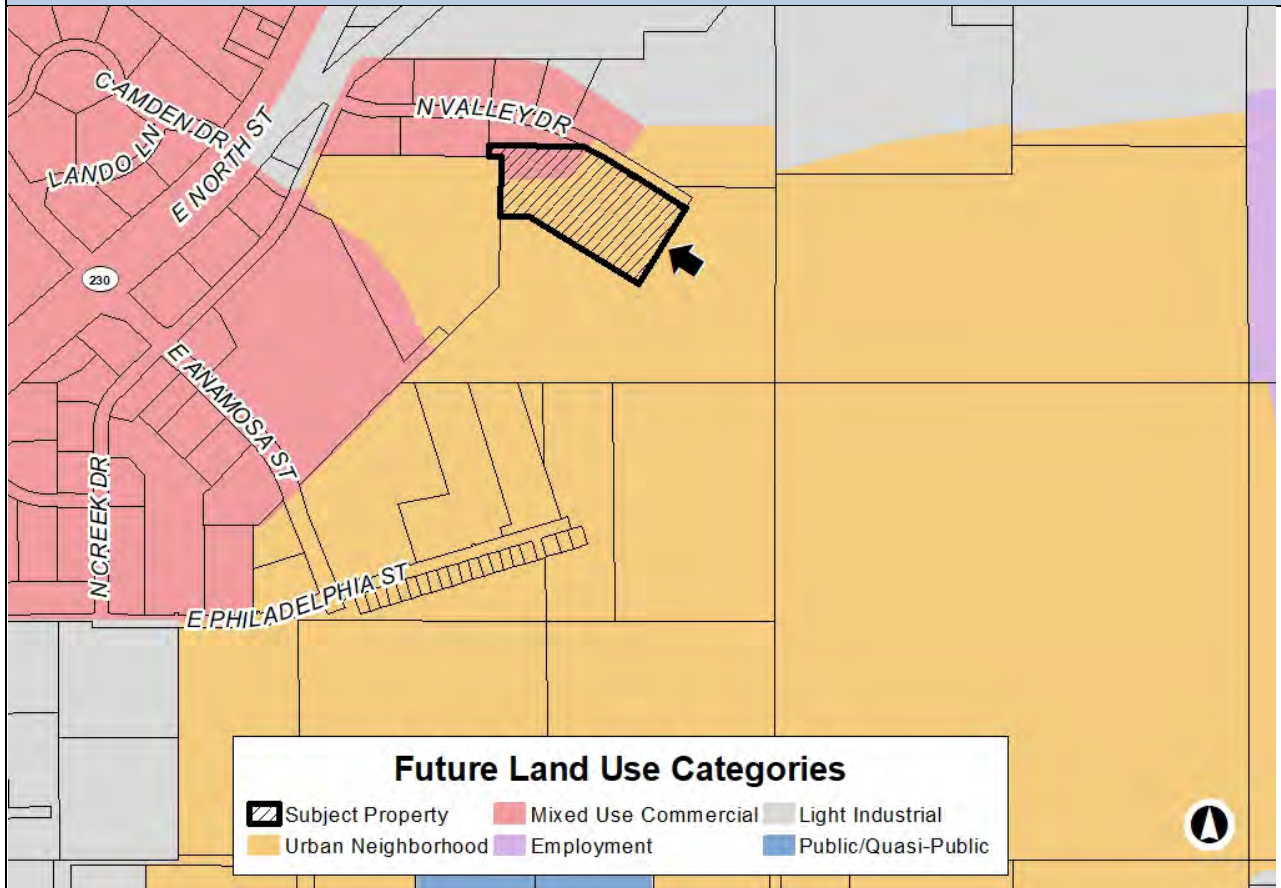 CAMDEN DR
N VALLEY DR
LANDO LN
E NORTH ST
230
E ANAMOSA ST
N CREEK DR
E PHILADELPHIA ST
Future Land Use Categories
Subject Property
Mixed Use Commercial
Light Industrial
Urban Neighborhood
Employment
Public/Quasi-Public